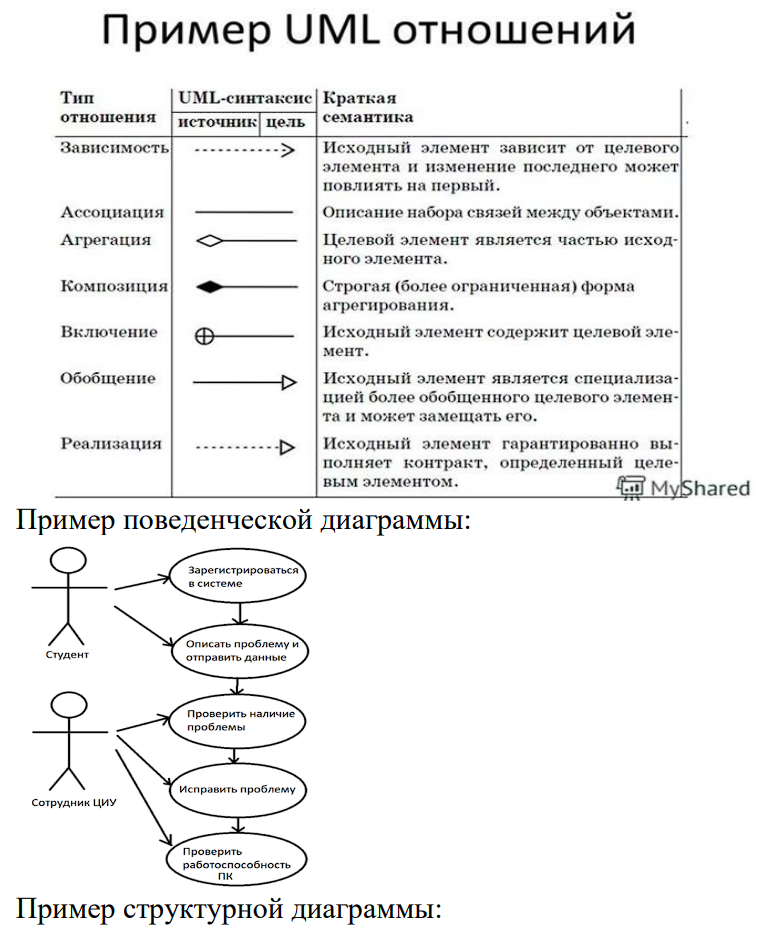 Пример UML отношений
Тип отношения
UML-синтаксис
источник цель
Краткая семантика
Зависимость
Исходный элемент зависит от целевого
элемента и изменение последнего может
повлиять на первый.
Ассоциация
Описание набора связей между объектами.
Агрегация
Целевой элемент является частью исход-
ного элемента.
Композиция
Строгая (более ограниченная) форма
агрегирования.
Включение
Исходный элемент содержит целевой эле-
мент.
Обобщение
Исходный элемент является специализа-
цией более обобщенного целевого элемен-
та и может замещать его.
Реализация
Исходный элемент гарантированно вы-
полняет контракт, определенный целе-
вым элементом.
MyShared
Пример поведенческой диаграммы:
Зарегистрироваться
в системе
Студент
Описать проблему и
отправить данные
Проверить наличие
проблемы
Сотрудник ЦИУ
Исправить проблему
Проверить
работоспособность
ПК
Пример структурной диаграммы: